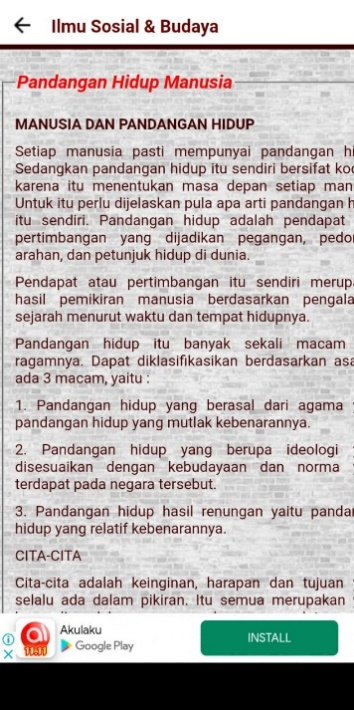 Ilmu Sosial & Budaya
Pandangan Hidup Manusia
MANUSIA DAN PANDANGAN HIDUP
Setiap manusia pasti mempunyai pandangan
Sedangkan pandangan hidup itu sendiri bersifat
karena itu menentukan masa depan setiap
Untuk itu perlu dijelaskan pula apa arti pandangan
itu sendiri. Pandangan hidup adalah pendapat
pertimbangan yang dijadikan pegangan,
arahan, dan petunjuk hidup di dunia.
Pendapat atau pertimbangan itu sendiri
hasil pemikiran manusia berdasarkan
sejarah menurut waktu dan tempat hidupnya.
Pandangan hidup itu banyak sekali macam
ragamnya. Dapat diklasifikasikan berdasarkan
ada 3 macam, yaitu :
1. Pandangan hidup yang berasal dari agama
pandangan hidup yang mutlak kebenarannya.
2. Pandangan hidup yang berupa ideologi
disesuaikan dengan kebudayaan dan norma
terdapat pada negara tersebut.
3. Pandangan hidup hasil renungan yaitu
hidup yang relatif kebenarannya.
CITA-CITA
Cita-cita adalah keinginan, harapan dan tujuan
selalu ada dalam pikiran. Itu semua merupakan
Akulaku
Google Play
INSTALL
11.11